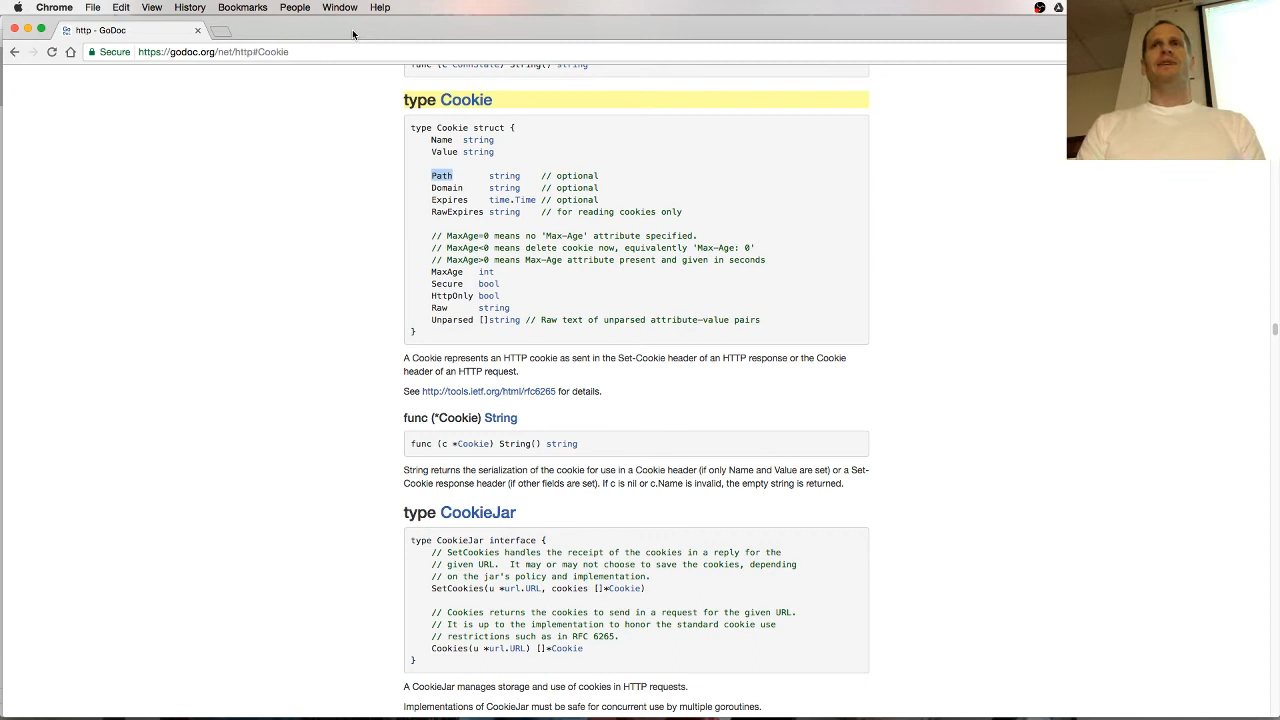 Chrome File Edit View History Bookmarks People Window Help
http - GoDoc
Secure https://godoc.org/net/http#Cookie
func (c ConnState) String() string
type Cookie
type Cookie struct {
Name string
Value string
Path string // optional
Domain string // optional
Expires time.Time // optional
RawExpires string // for reading cookies only
// MaxAge=0 means no 'Max-Age' attribute specified.
// MaxAge<0 means delete cookie now, equivalently 'Max-Age: 0'
// MaxAge>0 means Max-Age attribute present and given in seconds
MaxAge int
Secure bool
HttpOnly bool
Raw string
Unparsed []string // Raw text of unparsed attribute-value pairs
}
A Cookie represents an HTTP cookie as sent in the Set-Cookie header of an HTTP response or the Cookie
header of an HTTP request.
See http://tools.ietf.org/html/rfc6265 for details.
func (*Cookie) String
func (c *Cookie) String() string
String returns the serialization of the cookie for use in a Cookie header (if only Name and Value are set) or a Set-
Cookie response header (if other fields are set). If c is nil or c.Name is invalid, the empty string is returned.
type CookieJar
type CookieJar interface {
// SetCookies handles the receipt of the cookies in a reply for the
// given URL. It may or may not choose to save the cookies, depending
// on the jar's policy and implementation.
SetCookies(u *url.URL, cookies []*Cookie)
// Cookies returns the cookies to send in a request for the given URL.
// It is up to the implementation to honor the standard cookie use
// restrictions such as in RFC 6265.
Cookies(u *url.URL) []*Cookie
}
A CookieJar manages storage and use of cookies in HTTP requests.
Implementations of CookieJar must be safe for concurrent use by multiple goroutines.